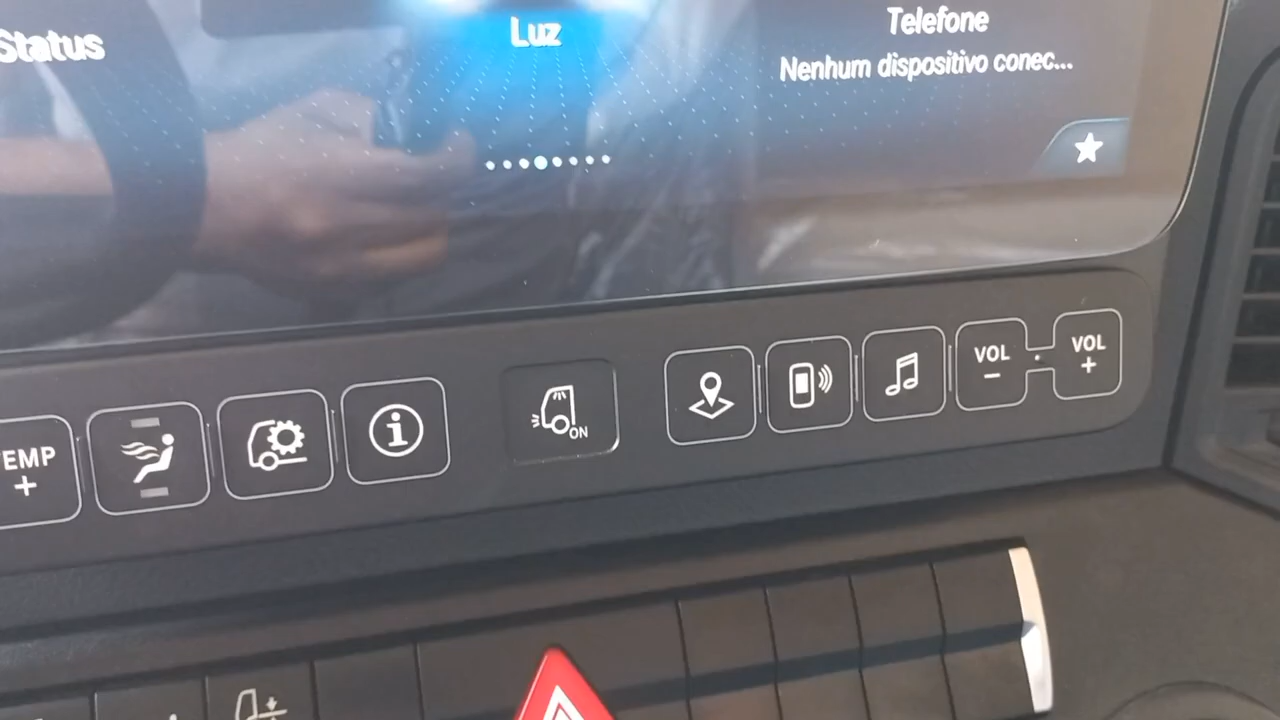 Status
Luz
Telefone
Nenhum dispositivo conec...
EMP
+
ON
VOL
−
VOL
+